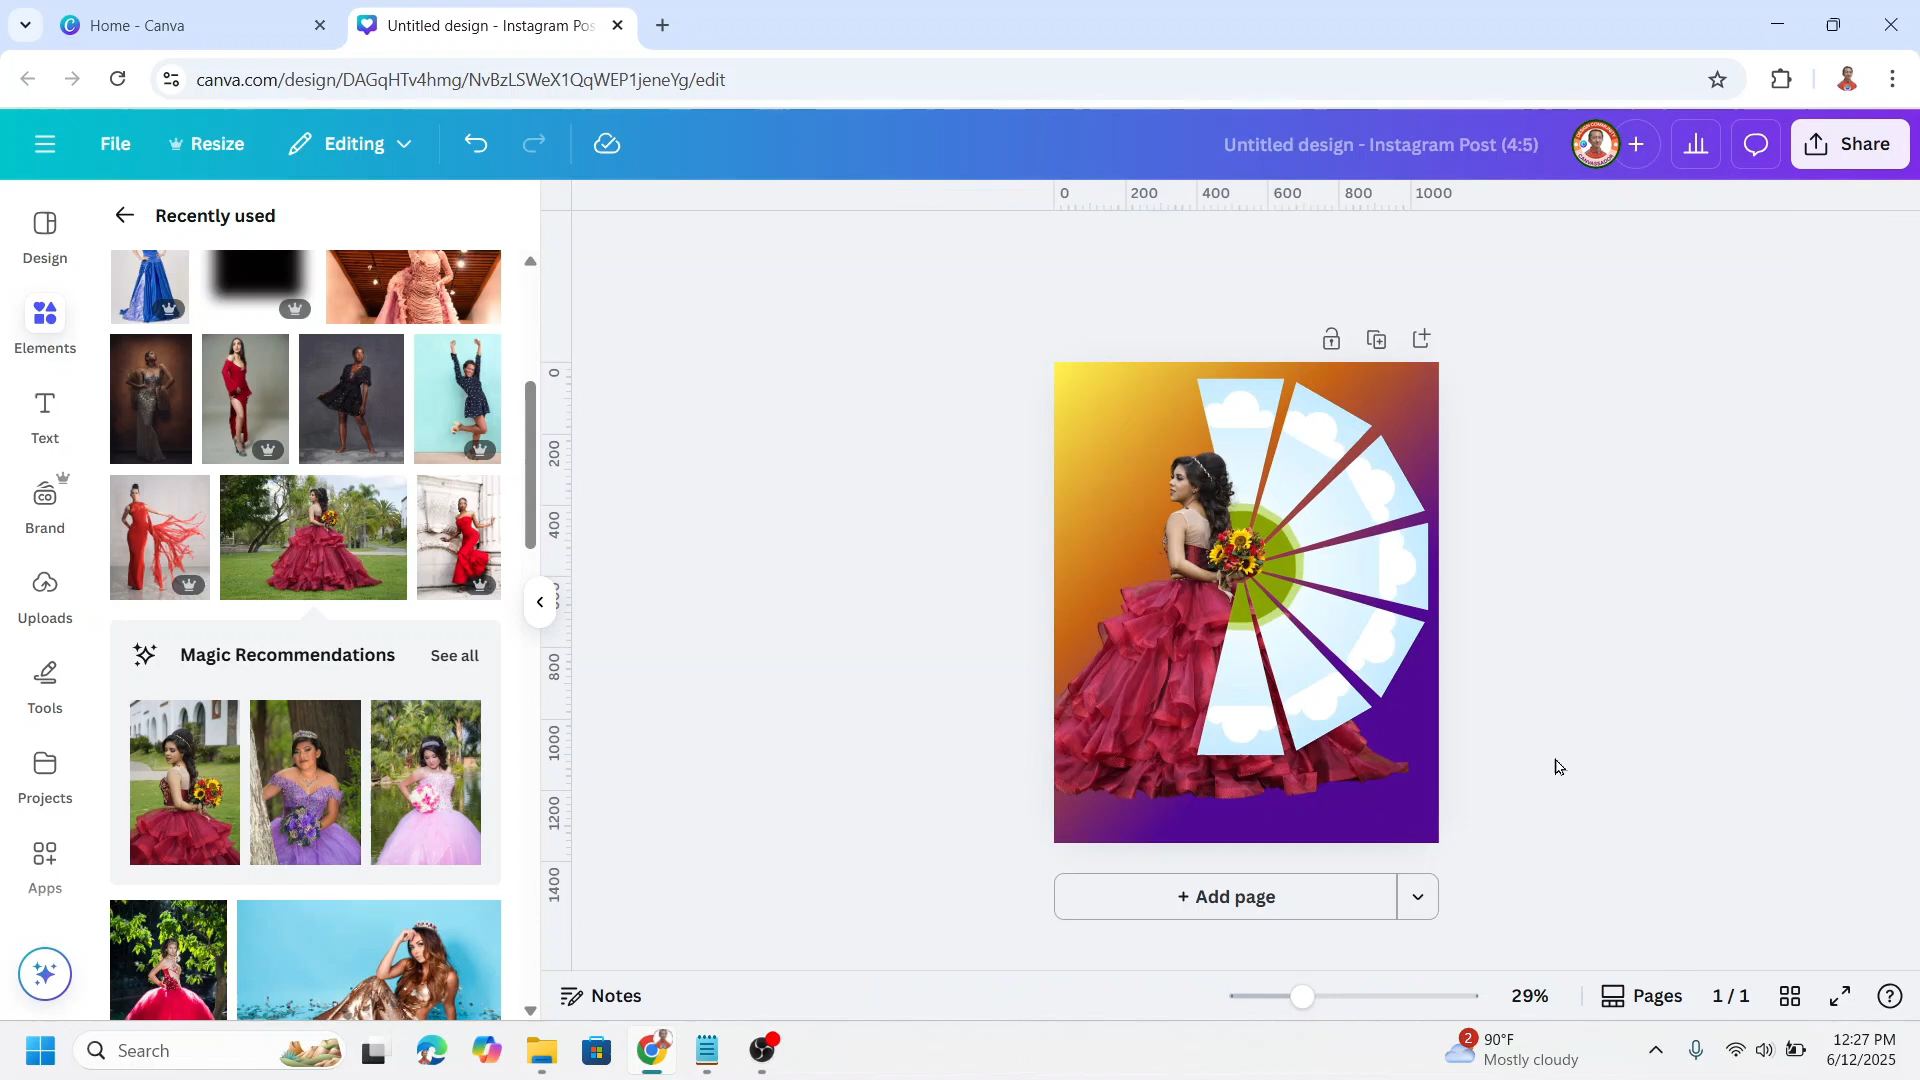 Home - Canva
Untitled design - Instagram Pos
canva.com/design/DAGqHTv4hmg/NvBzLSWeX1QqWEP1jeneYg/edit
File
Resize
Editing
Untitled design - Instagram Post (4:5)
Share
Design
Elements
Text
Brand
Uploads
Tools
Projects
Apps
Recently used
Magic Recommendations
See all
0 200 400 600 800 1000
0
200
400
800
1000
1200
1400
+ Add page
Notes
29%
Pages
1 / 1
Search
2
90°F
Mostly cloudy
12:27 PM
6/12/2025